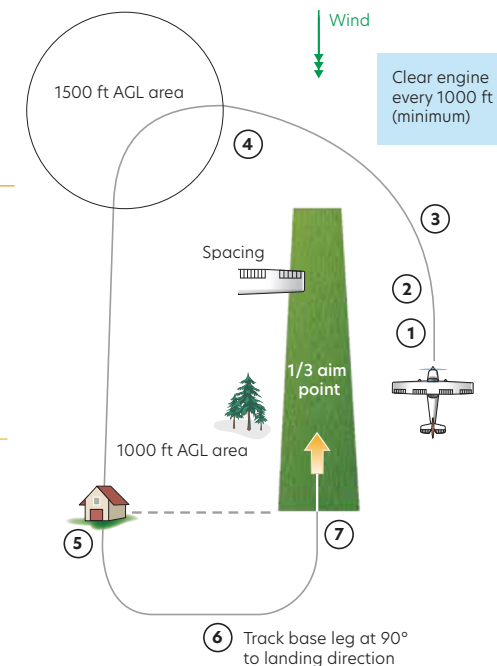 Wind
1500 ft AGL area
Clear engine
every 1000 ft
(minimum)
4
3
Spacing
2
1
1/3 aim
point
1000 ft AGL area
5
7
6 Track base leg at 90°
to landing direction